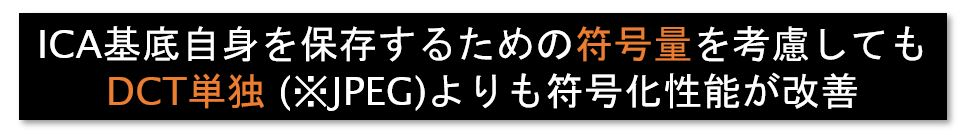 ICA基底自身を保存するための符号量を考慮しても
DCT単独 (※JPEG)よりも符号化性能が改善